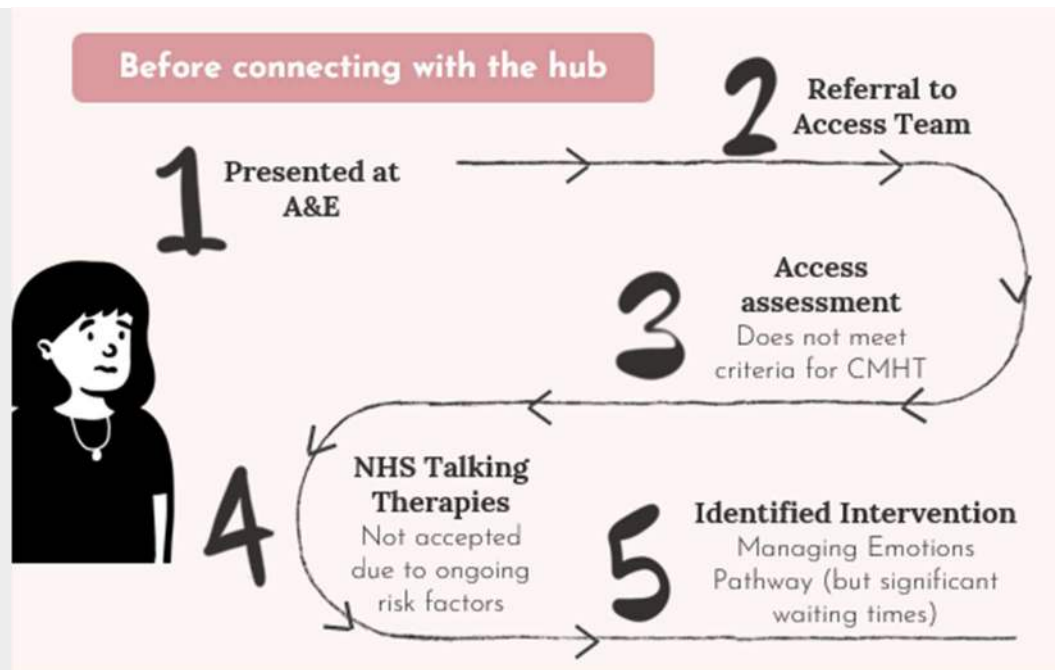 Before connecting with the hub
1
Presented at
A&E
2
Referral to
Access Team
3
Access
assessment
Does not meet
criteria for CMHT
4
NHS Talking
Therapies
Not accepted
due to ongoing
risk factors
5
Identified Intervention
Managing Emotions
Pathway (but significant
waiting times)